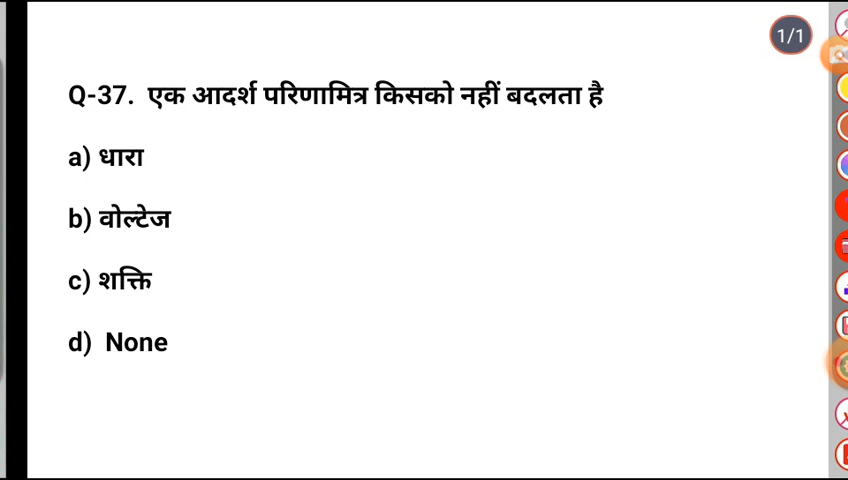 1/1
Q-37. एक आदर्श परिणामित्र किसको नहीं बदलता है
a) धारा
b) वोल्टेज
c) शक्ति
d) None